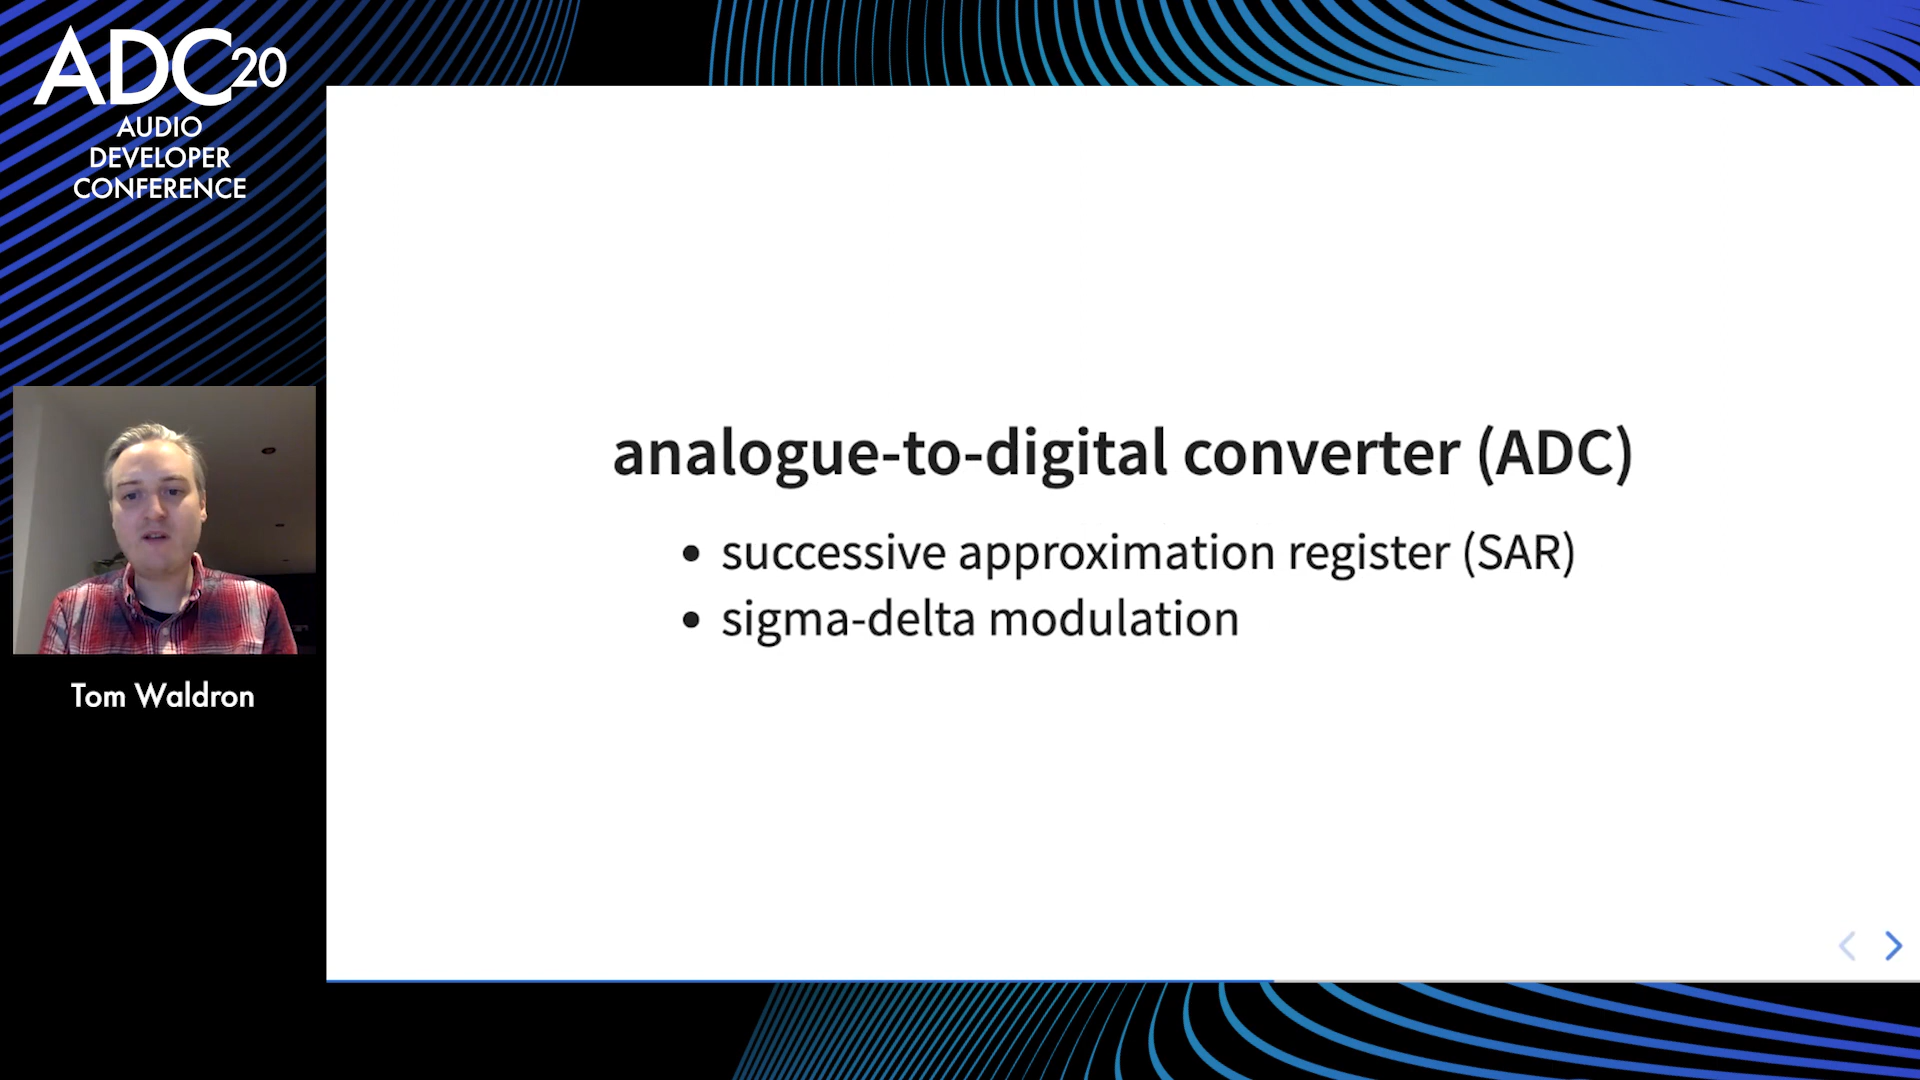 ADC20
AUDIO
DEVELOPER
CONFERENCE
analogue-to-digital converter (ADC)
• successive approximation register (SAR)
• sigma-delta modulation
Tom Waldron